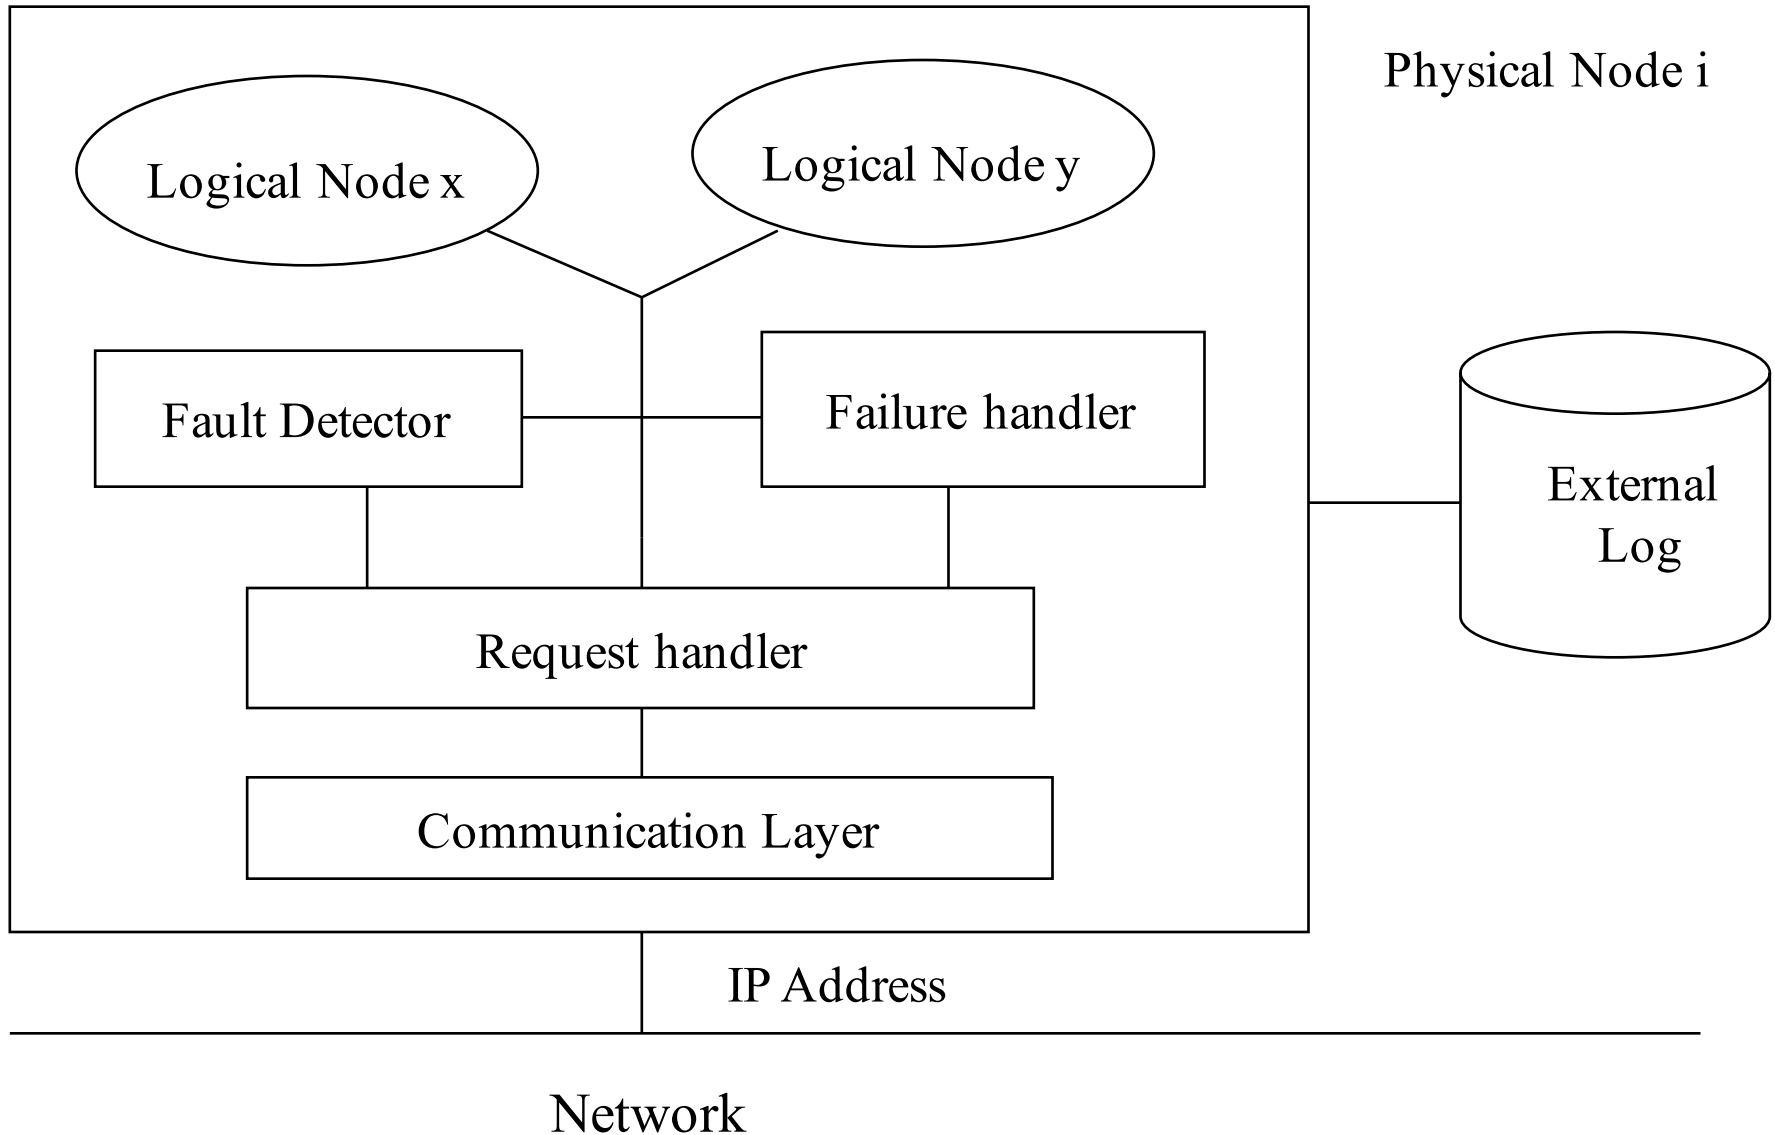 Physical Node i
Logical Node x
Logical Node y
Fault Detector
Failure handler
External
Log
Request handler
Communication Layer
IP Address
Network